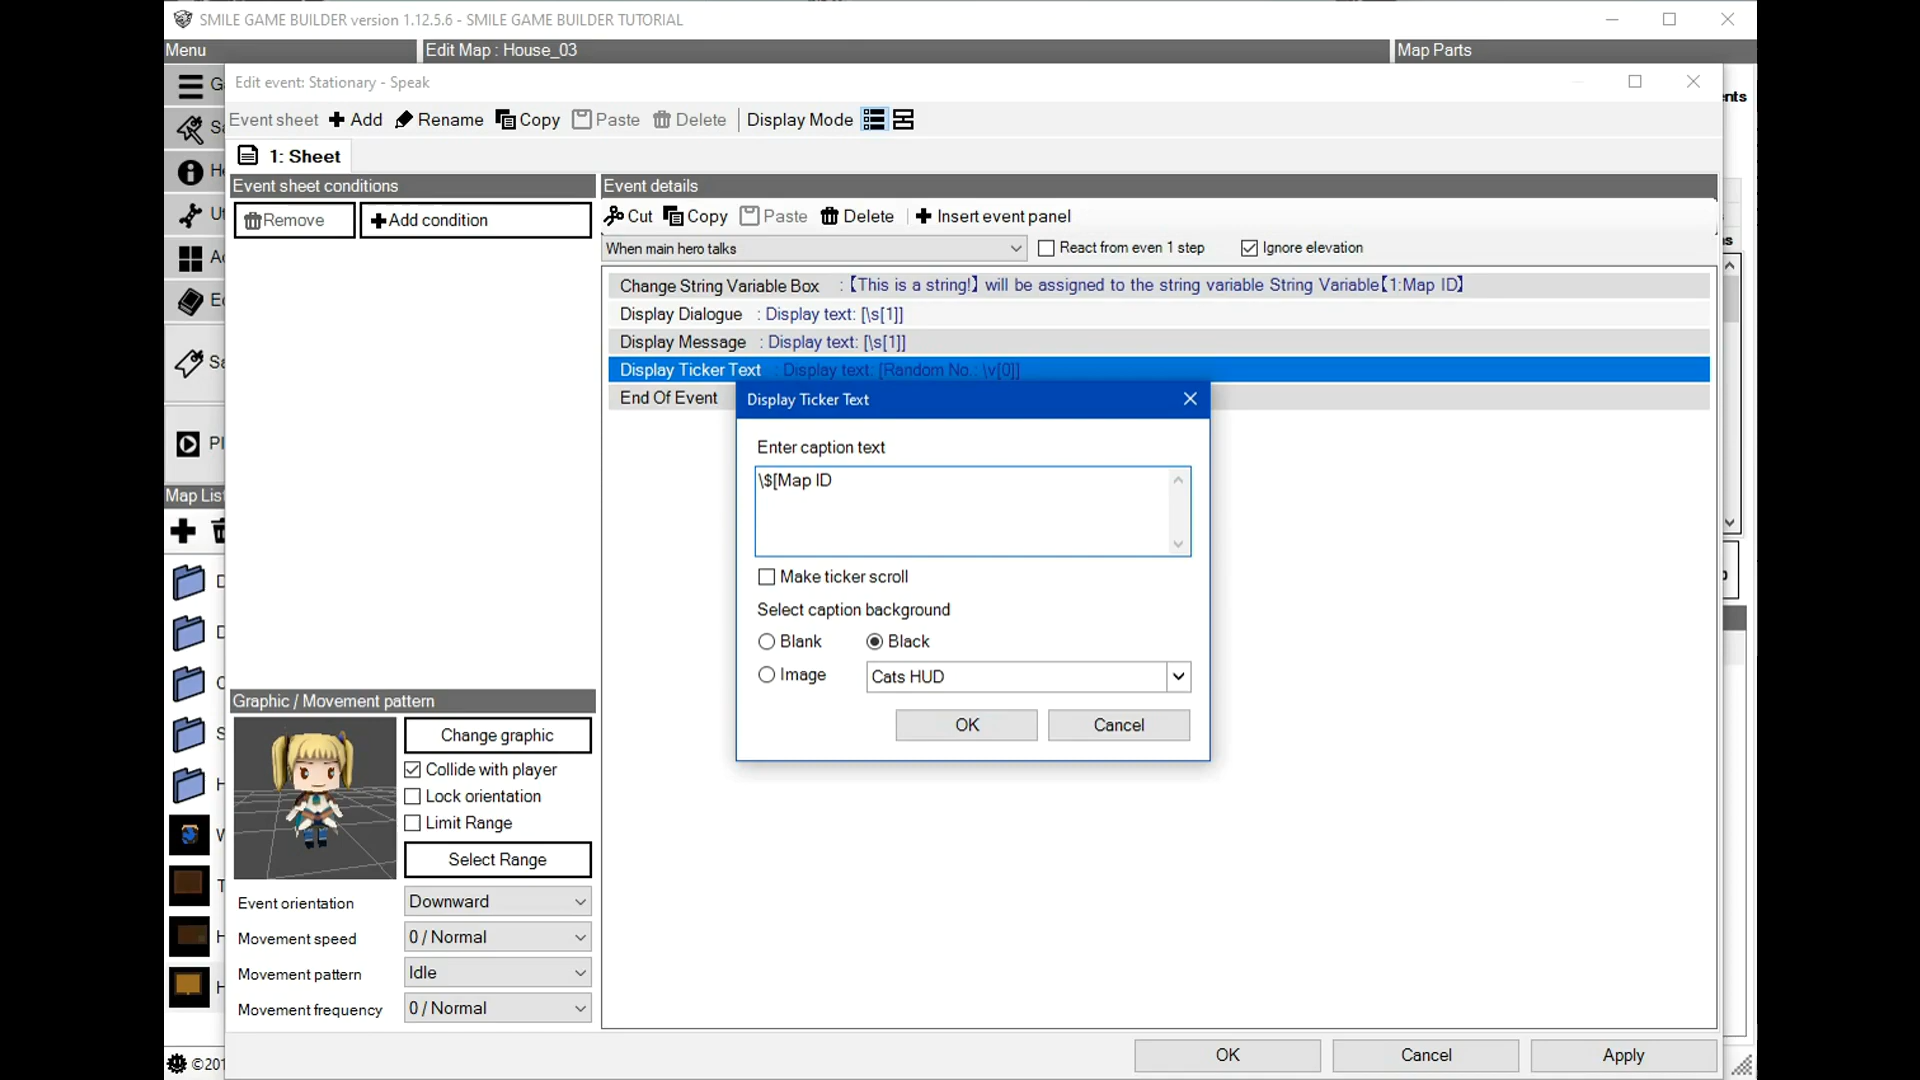 SMILE GAME BUILDER version 1.12.5.6 - SMILE GAME BUILDER TUTORIAL
Menu
Edit Map : House_03
Map Parts
Edit event: Stationary - Speak
Event sheet
Add
Rename
Copy
Paste
Delete
Display Mode
1: Sheet
Event sheet conditions
Event details
Remove
Add condition
Cut
Copy
Paste
Delete
Insert event panel
When main hero talks
React from even 1 step
Ignore elevation
Change String Variable Box : 【This is a string!】 will be assigned to the string variable String Variable【1:Map ID】
Display Dialogue : Display text: [\s[1]]
Display Message : Display text: [\s[1]]
Display Ticker Text : Display text: [Random No.: \v[0]]
End Of Event
Display Ticker Text
Enter caption text
\$[Map ID
Make ticker scroll
Select caption background
Blank
Black
Image
Cats HUD
OK
Cancel
Map Lis
Graphic / Movement pattern
Change graphic
Collide with player
Lock orientation
Limit Range
Select Range
Event orientation
Downward
Movement speed
0 / Normal
Movement pattern
Idle
Movement frequency
0 / Normal
OK
Cancel
Apply
©201